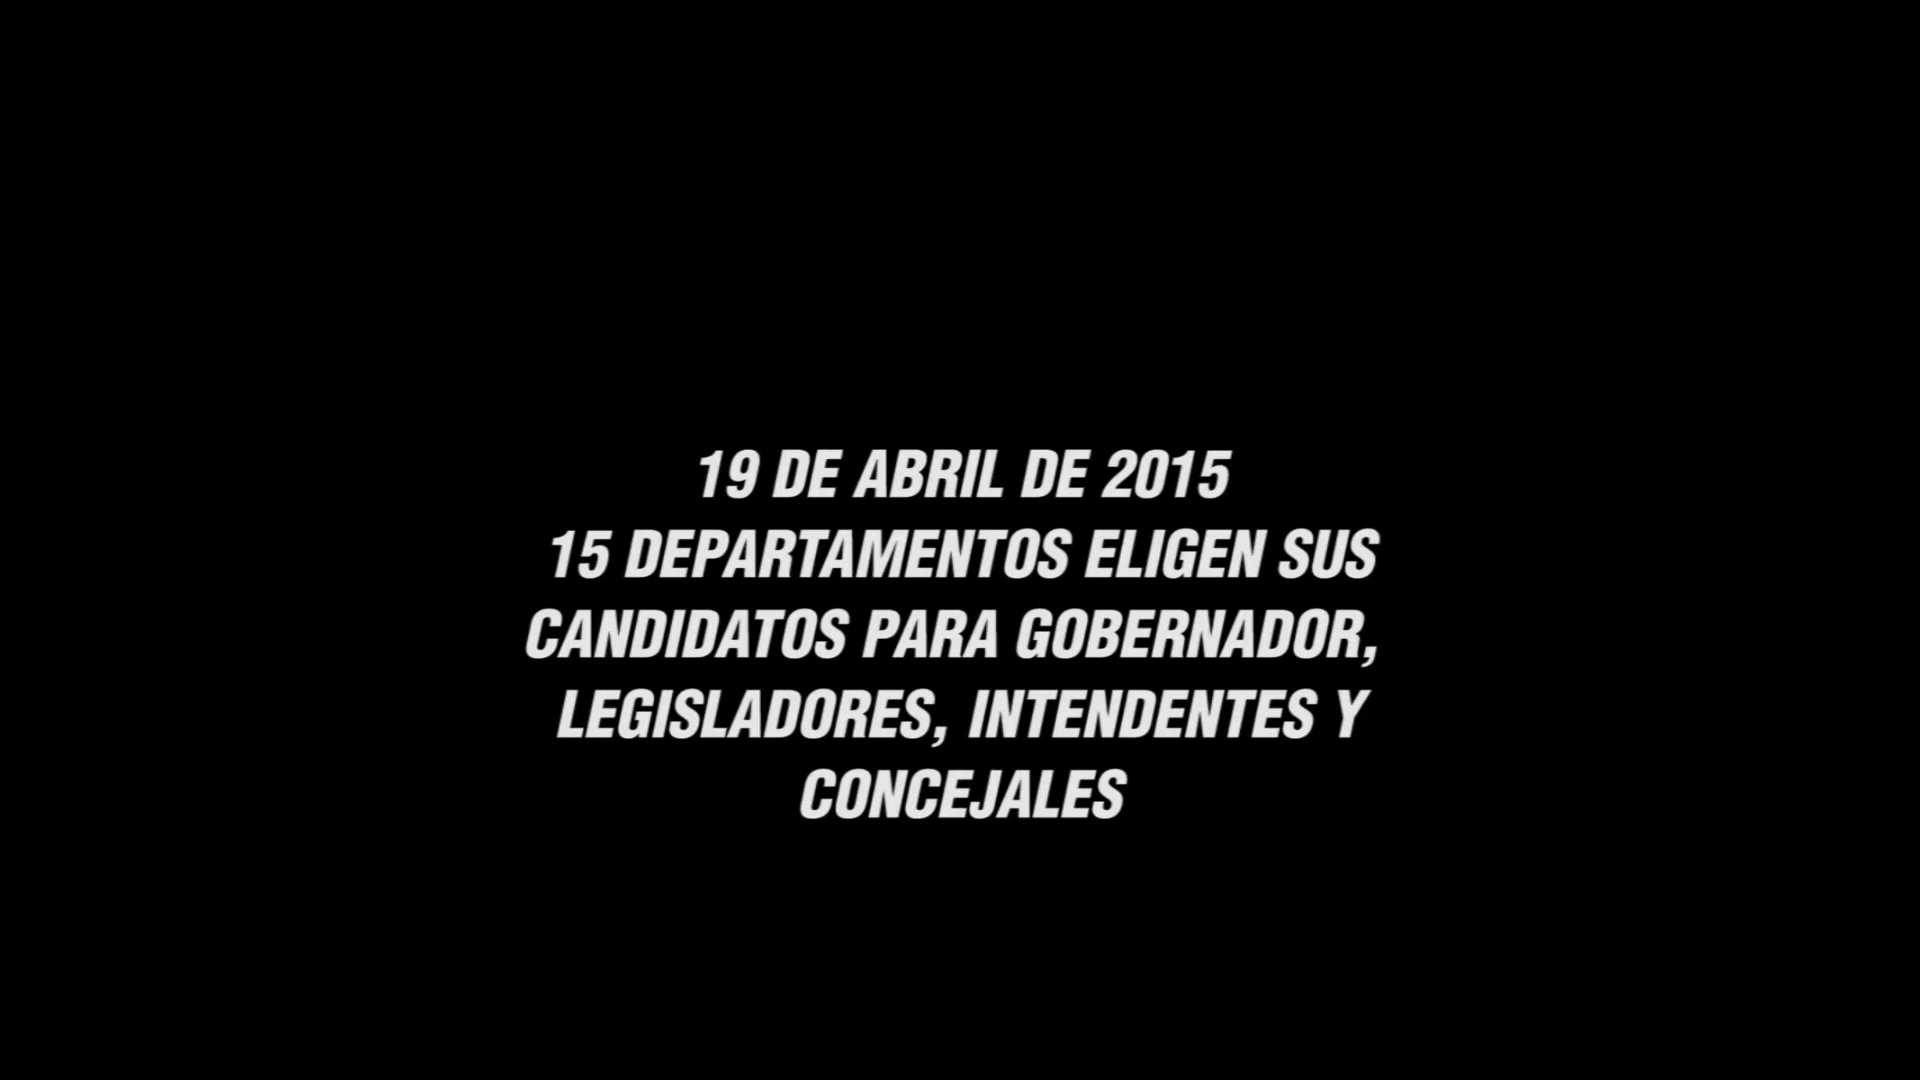 19 DE ABRIL DE 2015
15 DEPARTAMENTOS ELIGEN SUS
CANDIDATOS PARA GOBERNADOR,
LEGISLADORES, INTENDENTES Y
CONCEJALES